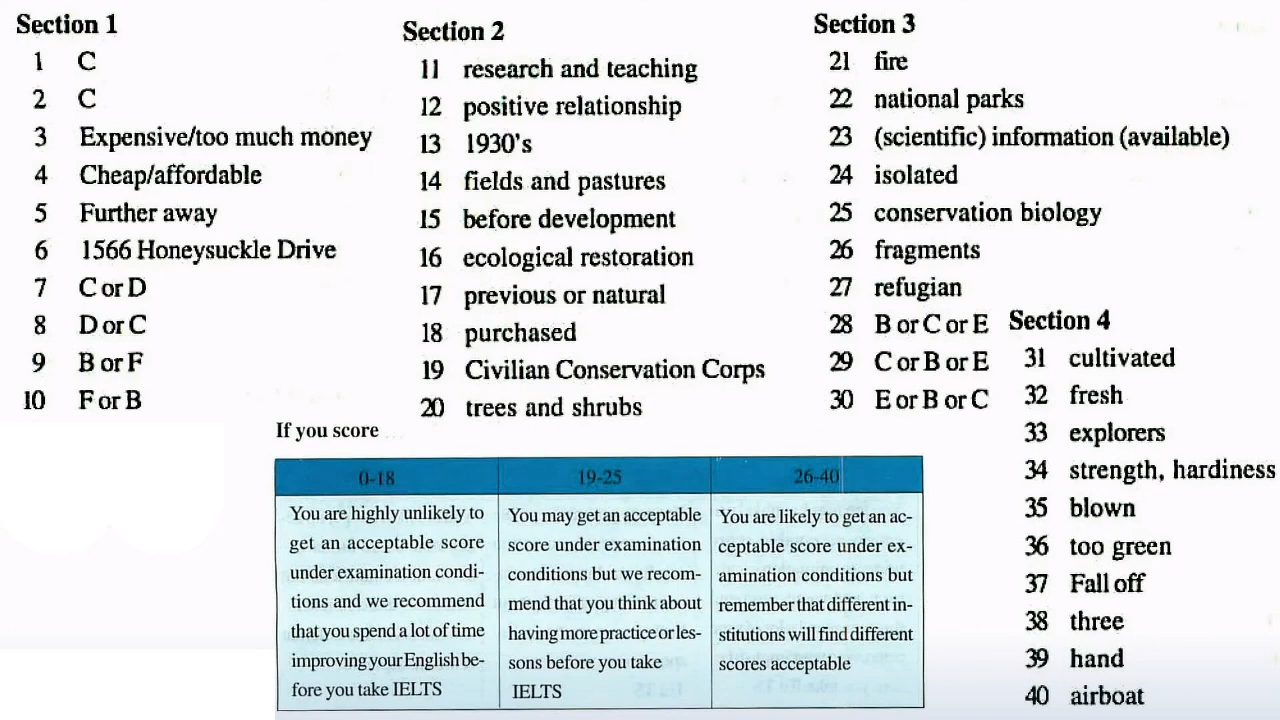 Section 1
1 C
2 C
3 Expensive/too much money
4 Cheap/affordable
5 Further away
6 1566 Honeysuckle Drive
7 C or D
8 D or C
9 B or F
10 F or B
Section 2
11 research and teaching
12 positive relationship
13 1930's
14 fields and pastures
15 before development
16 ecological restoration
17 previous or natural
18 purchased
19 Civilian Conservation Corps
20 trees and shrubs
Section 3
21 fire
22 national parks
23 (scientific) information (available)
24 isolated
25 conservation biology
26 fragments
27 refugian
28 B or C or E
29 C or B or E
30 E or B or C
Section 4
31 cultivated
32 fresh
33 explorers
34 strength, hardiness
35 blown
36 too green
37 Fall off
38 three
39 hand
40 airboat
If you score
0-18
You are highly unlikely to
get an acceptable score
under examination condi-
tions and we recommend
that you spend a lot of time
improving your English be-
fore you take IELTS
19-25
You may get an acceptable
score under examination
conditions but we recom-
mend that you think about
having more practice or les-
sons before you take
IELTS
26-40
You are likely to get an ac-
ceptable score under ex-
amination conditions but
remember that different in-
stitutions will find different
scores acceptable